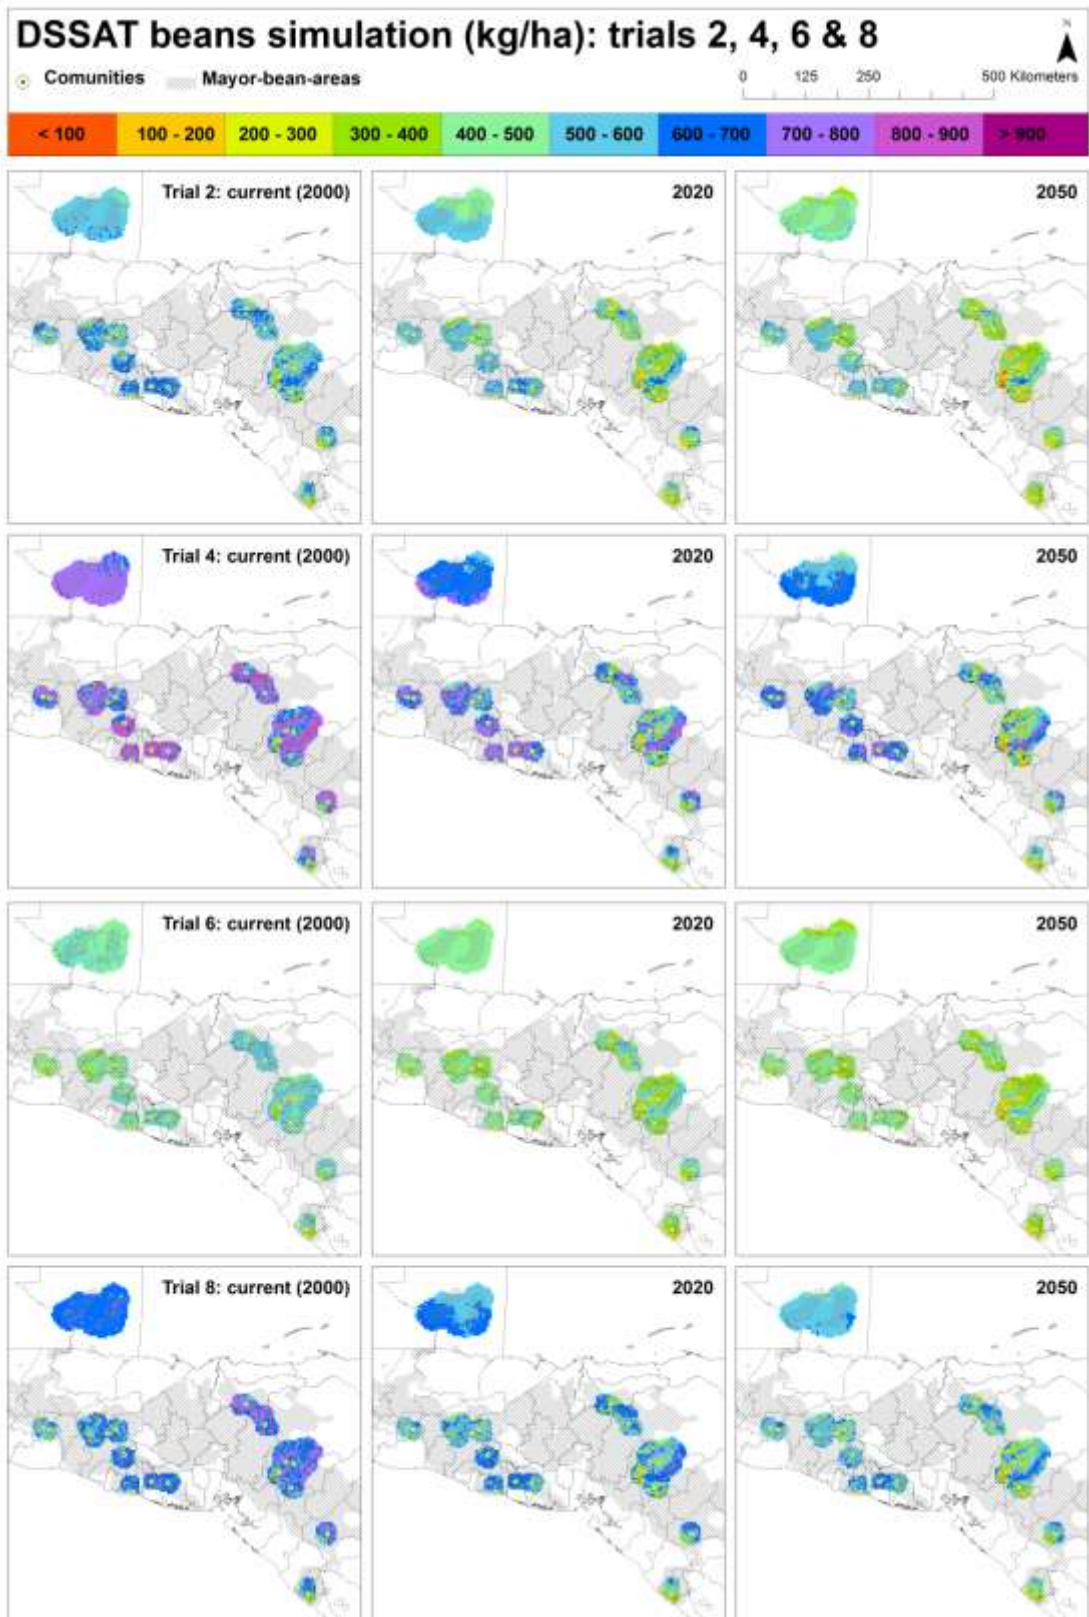 DSSAT beans simulation (kg/ha): trials 2, 4, 6 & 8
N
Comunities Mayor-bean-areas
0 125 250 500 Kilometers
< 100 100 - 200 200 - 300 300 - 400 400 - 500 500 - 600 600 - 700 700 - 800 800 - 900 > 900
Trial 2: current (2000) 2020 2050
Trial 4: current (2000) 2020 2050
Trial 6: current (2000) 2020 2050
Trial 8: current (2000) 2020 2050